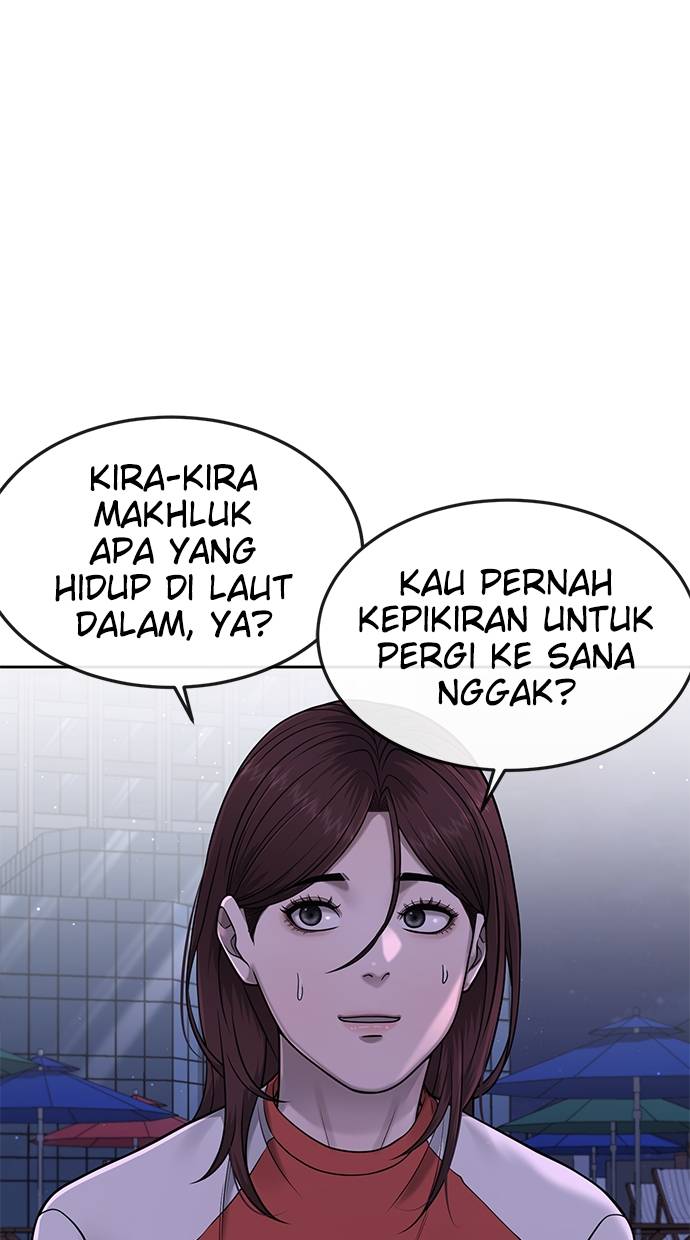 KIRA-KIRA
MAKHLUK
APA YANG
HIDUP DI LAUT
DALAM, YA?
KAU PERNAH
KEPIKIRAN UNTUK
PERGI KE SANA
NGGAK?